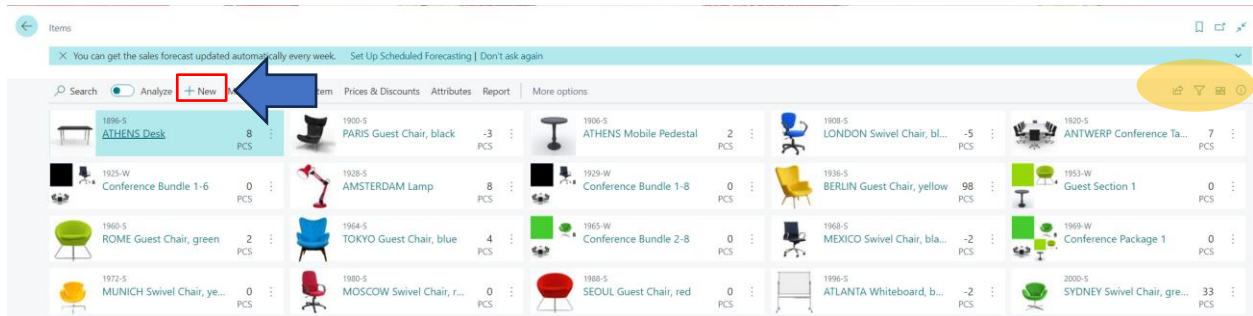 Items
You can get the sales forecast updated automatically every week. Set Up Scheduled Forecasting | Don't ask again
Search Analyze + New Prices & Discounts Attributes Report More options
1896-S 1900-S 1906-S 1908-S 1920-S
ATHENS Desk 8 PARIS Guest Chair, black -3 ATHENS Mobile Pedestal 2 LONDON Swivel Chair, bl... -5 ANTWERP Conference Ta... 7
PCS PCS PCS PCS PCS
1925-W 1928-S 1929-W 1936-S 1953-W
Conference Bundle 1-6 0 AMSTERDAM Lamp 8 Conference Bundle 1-8 0 BERLIN Guest Chair, yellow 98 Guest Section 1 0
PCS PCS PCS PCS PCS
1960-S 1964-S 1965-W 1968-S 1969-W
ROME Guest Chair, green 2 TOKYO Guest Chair, blue 4 Conference Bundle 2-8 0 MEXICO Swivel Chair, bla... -2 Conference Package 1 0
PCS PCS PCS PCS PCS
1972-S 1980-S 1988-S 1996-S 2000-S
MUNICH Swivel Chair, ye... 0 MOSCOW Swivel Chair, r... 0 SEOUL Guest Chair, red 0 ATLANTA Whiteboard, b... -2 SYDNEY Swivel Chair, gre... 33
PCS PCS PCS PCS PCS